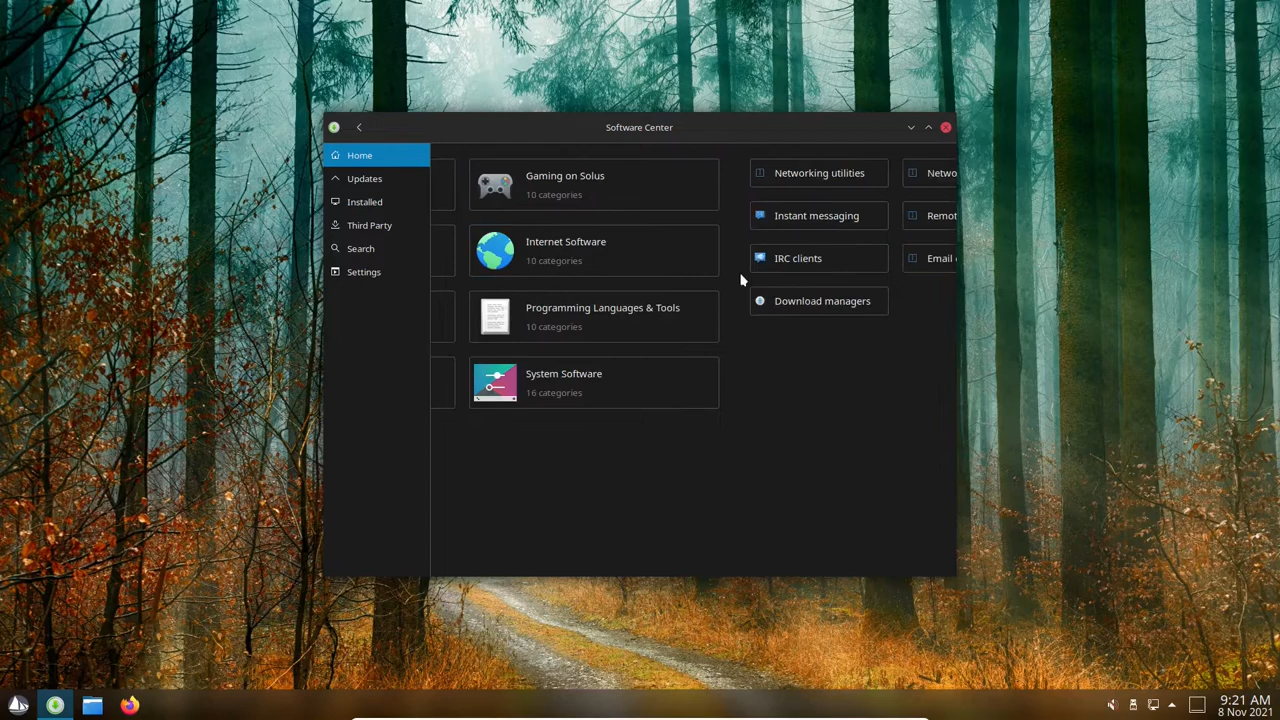 Software Center
Home
Updates
Installed
Third Party
Search
Settings
Gaming on Solus
10 categories
Internet Software
10 categories
Programming Languages & Tools
10 categories
System Software
16 categories
Networking utilities
Instant messaging
IRC clients
Download managers
Netwo
Remot
Email
9:21 AM
8 Nov 2021